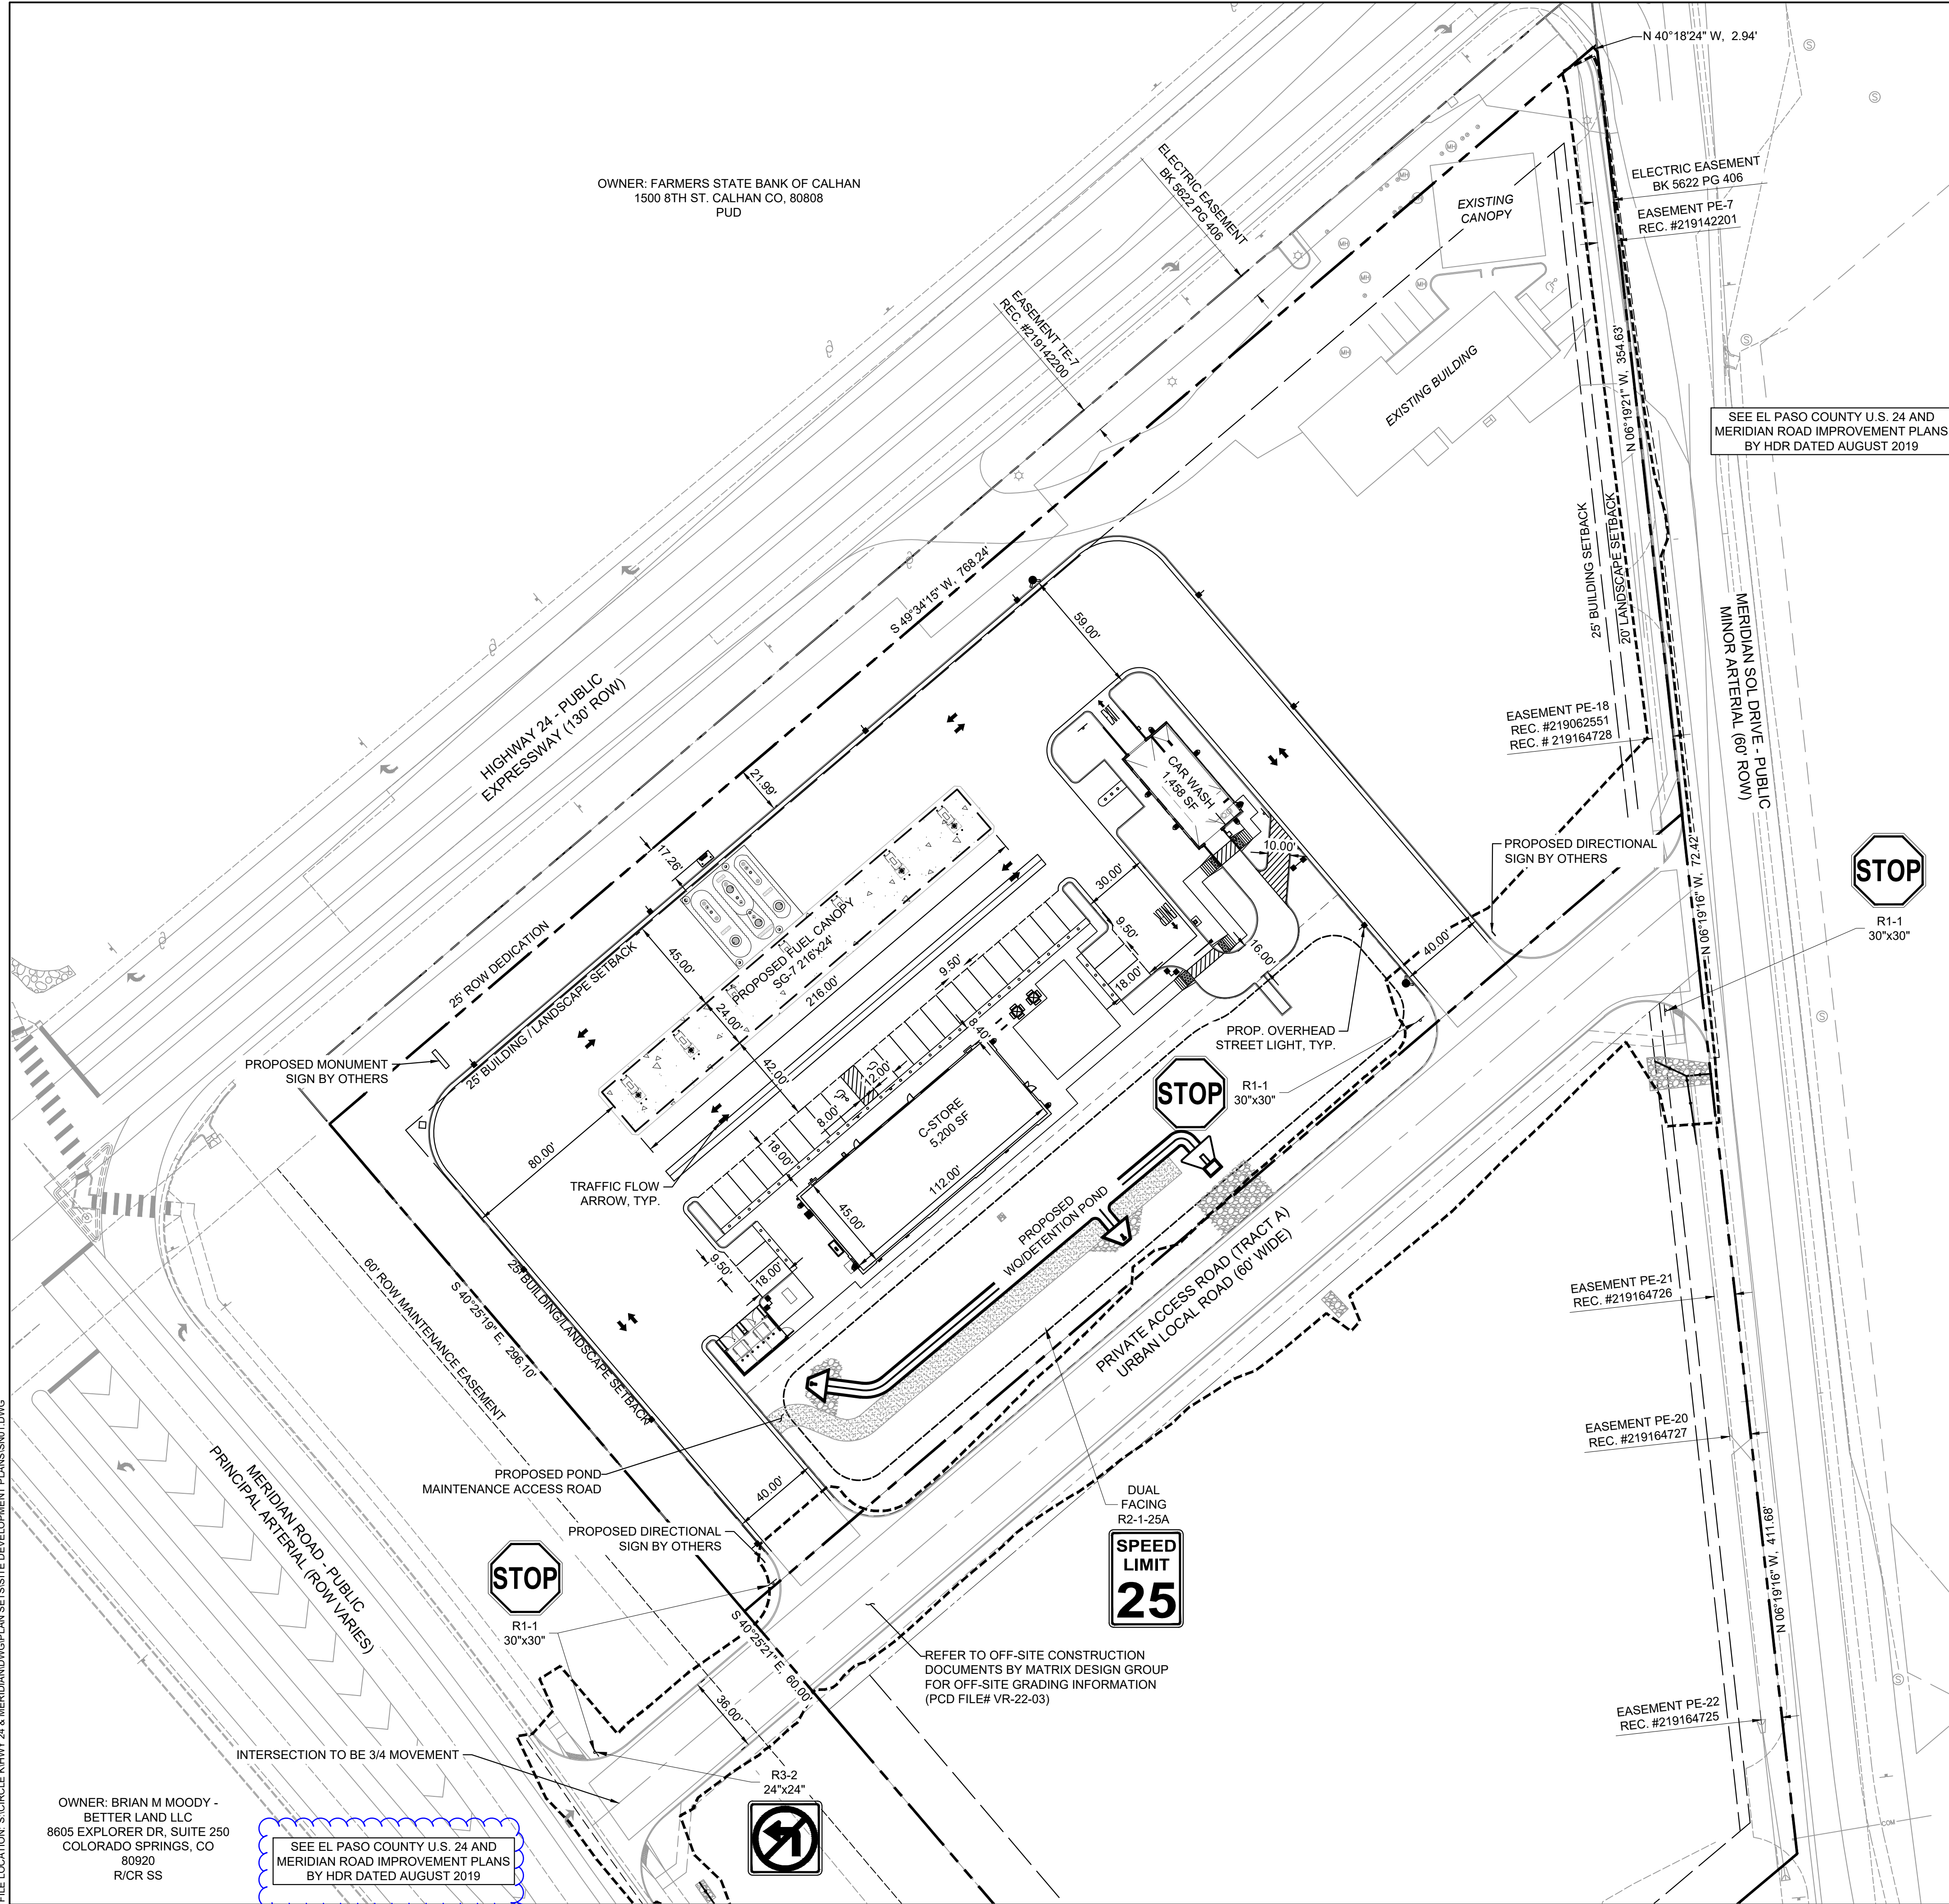 N 40°18'24" W, 2.94'
OWNER: FARMERS STATE BANK OF CALHAN
1500 8TH ST. CALHAN CO, 80808
PUD
ELECTRIC EASEMENT
BK 5622 PG 406
EASEMENT TE-7
REC. #219142200
EXISTING
CANOPY
EXISTING BUILDING
ELECTRIC EASEMENT
BK 5622 PG 406
EASEMENT PE-7
REC. #219142201
N 06°19'21" W, 354.63'
SEE EL PASO COUNTY U.S. 24 AND
MERIDIAN ROAD IMPROVEMENT PLANS
BY HDR DATED AUGUST 2019
25' BUILDING SETBACK
20' LANDSCAPE SETBACK
MERIDIAN SOL DRIVE - PUBLIC
MINOR ARTERIAL (60' ROW)
S 49°34'15" W, 768.24'
HIGHWAY 24 - PUBLIC
EXPRESSWAY (130' ROW)
59.00'
21.99'
17.26'
EASEMENT PE-18
REC. #219062551
REC. # 219164728
CAR WASH
1,458 SF
10.00'
PROPOSED DIRECTIONAL
SIGN BY OTHERS
N 06°19'16" W, 72.42'
STOP
R1-1
30"x30"
25' ROW DEDICATION
25' BUILDING / LANDSCAPE SETBACK
45.00'
PROPOSED FUEL CANOPY
SG-7 216'x24'
216.00'
24.00'
42.00'
30.00'
9.50'
9.50'
18.00'
16.00'
40.00'
8.40'
PROP. OVERHEAD
STREET LIGHT, TYP.
PROPOSED MONUMENT
SIGN BY OTHERS
STOP
R1-1
30"x30"
80.00'
12.00'
8.00'
18.00'
C-STORE
5,200 SF
112.00'
45.00'
TRAFFIC FLOW
ARROW, TYP.
9.50'
18.00'
PROPOSED
WQ/DETENTION POND
PRIVATE ACCESS ROAD (TRACT A)
URBAN LOCAL ROAD (60' WIDE)
60' ROW MAINTENANCE EASEMENT
S 40°25'19" E, 296.10'
25' BUILDING/LANDSCAPE SETBACK
EASEMENT PE-21
REC. #219164726
EASEMENT PE-20
REC. #219164727
MERIDIAN ROAD - PUBLIC
PRINCIPAL ARTERIAL (ROW VARIES)
PROPOSED POND
MAINTENANCE ACCESS ROAD
40.00'
PROPOSED DIRECTIONAL
SIGN BY OTHERS
DUAL
FACING
R2-1-25A
SPEED
LIMIT
25
STOP
R1-1
30"x30"
S 40°25'21" E, 60.00'
36.00'
REFER TO OFF-SITE CONSTRUCTION
DOCUMENTS BY MATRIX DESIGN GROUP
FOR OFF-SITE GRADING INFORMATION
(PCD FILE# VR-22-03)
N 06°19'16" W, 411.68'
EASEMENT PE-22
REC. #219164725
INTERSECTION TO BE 3/4 MOVEMENT
R3-2
24"x24"
OWNER: BRIAN M MOODY -
BETTER LAND LLC
8605 EXPLORER DR, SUITE 250
COLORADO SPRINGS, CO
80920
R/CR SS
SEE EL PASO COUNTY U.S. 24 AND
MERIDIAN ROAD IMPROVEMENT PLANS
BY HDR DATED AUGUST 2019
COM